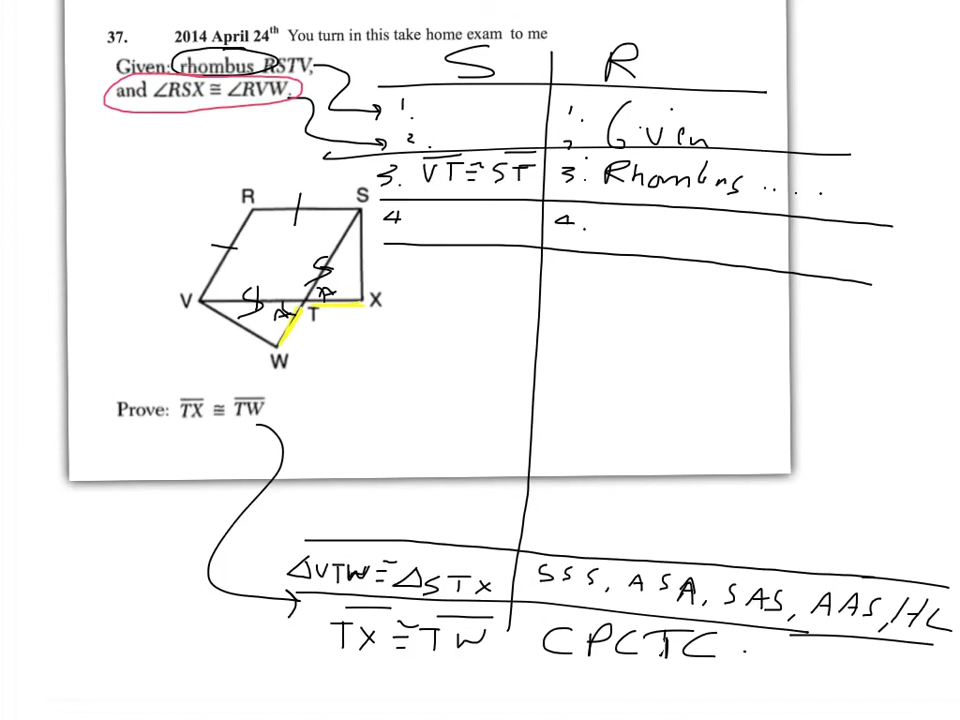 37. 2014 April 24th You turn in this take home exam to me
Given: rhombus RSTV,
and ∠RSX ≅ ∠RVW.
S R
1. 1. Given
2. 2
3. VT ≅ ST 3. Rhombus ....
4 4.
R S
V T X
W
S S
A A
Prove: TX ≅ TW
ΔVTW ≅ ΔSTX SSS, ASA, SAS, AAS, HL
TX ≅ TW CPCTC.